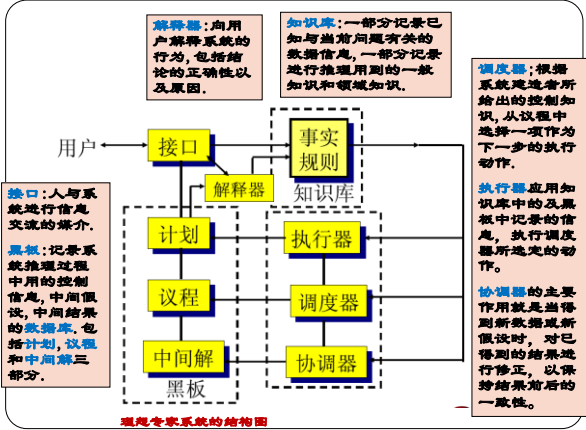 解释器:向用
户解释系统的
行为,包括结
论的正确性以
及原因.
知识库:一部分记录已
知与当前问题有关的
数据信息,一部分记录
进行推理用到的一般
知识和领域知识.
调度器;根据
系统建造者所
给出的控制知
识,从议程中
选择一项作为
下一步的执行
动作.
执行器应用知
识库中的及黑
板中记录的信
息,执行调度
器所选定的动
作。
协调器的主要
作用就是当得
到新数据或新
假设时,对已
得到的结果进
行修正,以保
持结果前后的
一致性。
用户
接口
事实
规则
解释器
知识库
接口:人与系
统进行信息
交流的媒介.
黑板:记录系
统推理过程
中用的控制
信息,中间假
设,中间结果
的数据库.包
括计划,议程
和中间解三
部分.
计划
执行器
议程
调度器
中间解
协调器
黑板
理想专家系统的结构图